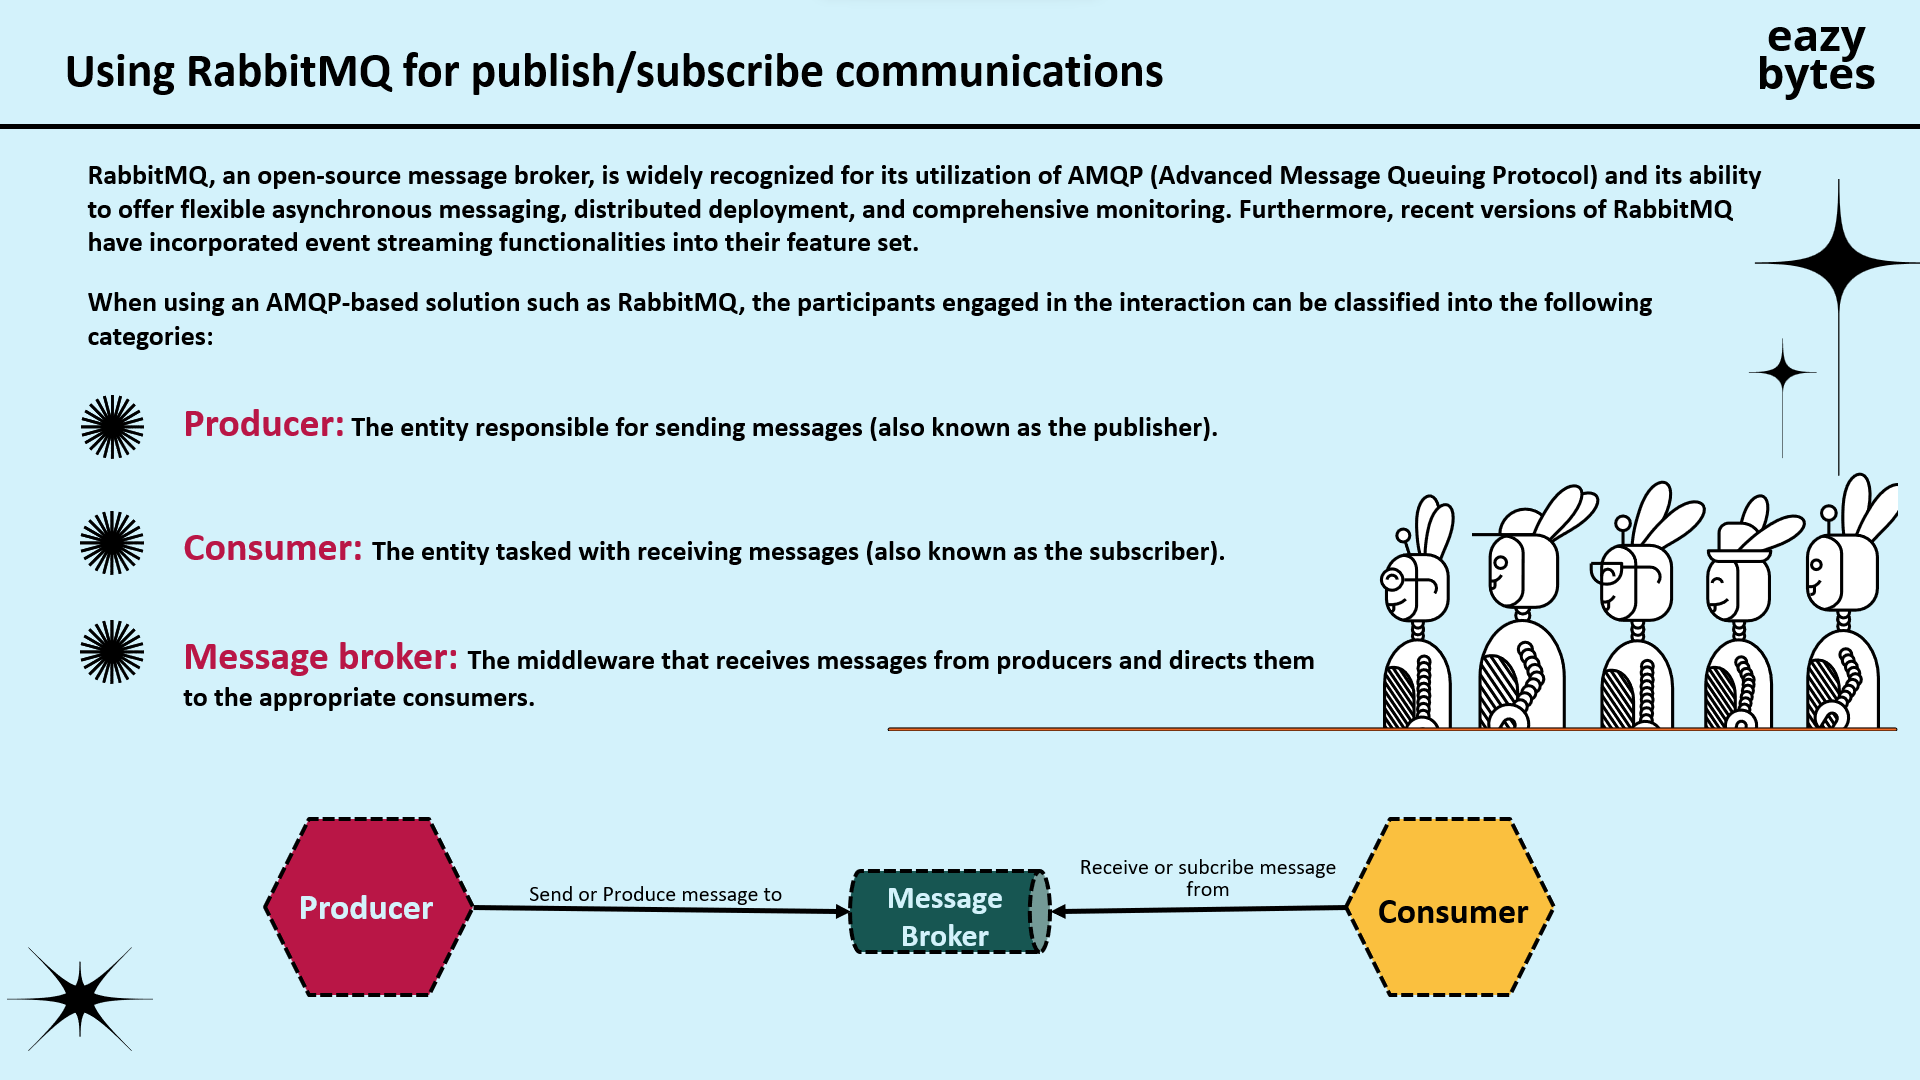 Using RabbitMQ for publish/subscribe communications
eazy
bytes
RabbitMQ, an open-source message broker, is widely recognized for its utilization of AMQP (Advanced Message Queuing Protocol) and its ability
to offer flexible asynchronous messaging, distributed deployment, and comprehensive monitoring. Furthermore, recent versions of RabbitMQ
have incorporated event streaming functionalities into their feature set.
When using an AMQP-based solution such as RabbitMQ, the participants engaged in the interaction can be classified into the following
categories:
Producer: The entity responsible for sending messages (also known as the publisher).
Consumer: The entity tasked with receiving messages (also known as the subscriber).
Message broker: The middleware that receives messages from producers and directs them
to the appropriate consumers.
Producer
Send or Produce message to
Message
Broker
Receive or subcribe message
from
Consumer